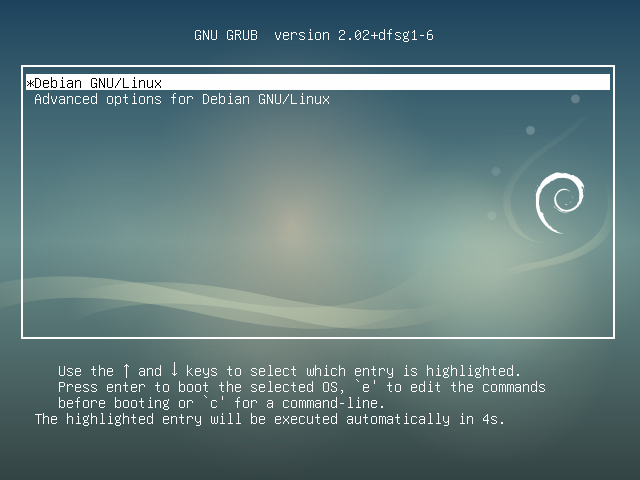 GNU GRUB  version 2.02+dfsg1-6
*Debian GNU/Linux
Advanced options for Debian GNU/Linux
Use the ↑ and ↓ keys to select which entry is highlighted.
Press enter to boot the selected OS, `e' to edit the commands
before booting or `c' for a command-line.
The highlighted entry will be executed automatically in 4s.